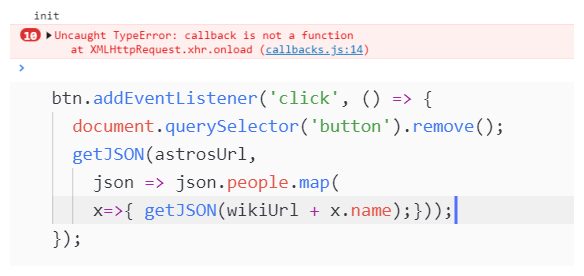 init
10 ▶Uncaught TypeError: callback is not a function
at XMLHttpRequest.xhr.onload (callbacks.js:14)
>
btn.addEventListener('click', () => {
document.querySelector('button').remove();
getJSON(astrosUrl,
json => json.people.map(
x=>{ getJSON(wikiUrl + x.name);}));
});